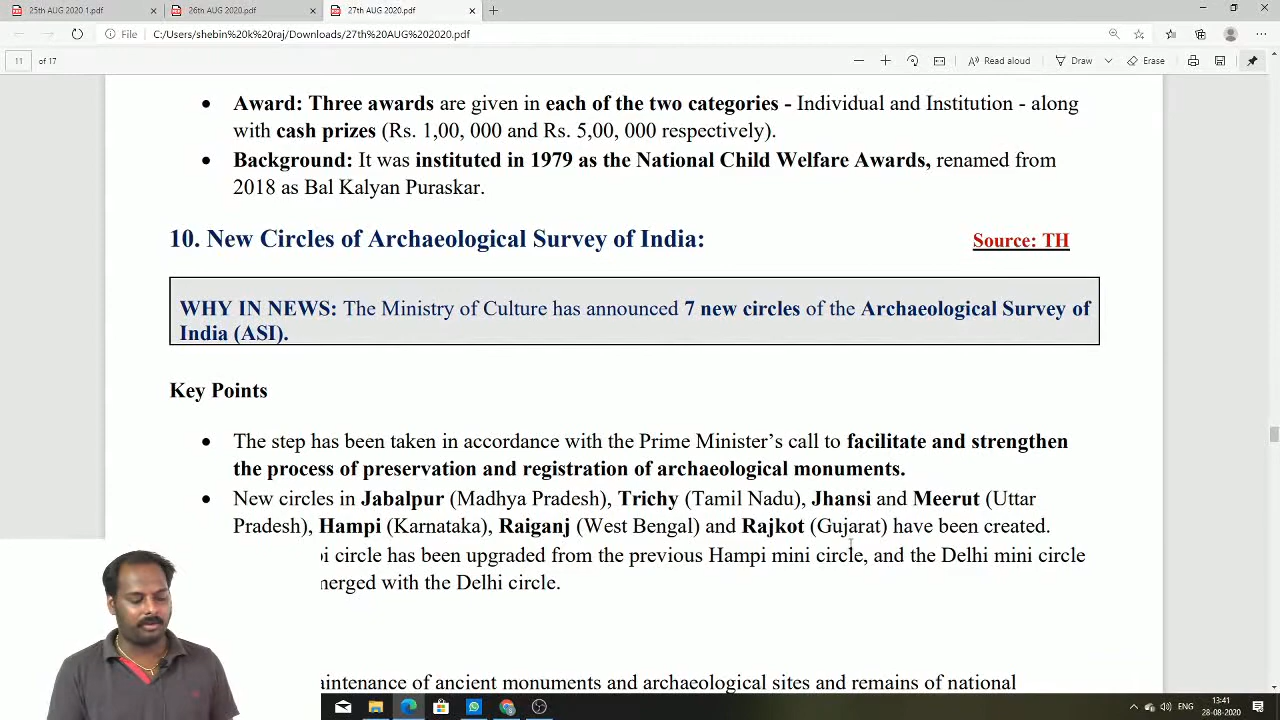 25th AUG 2020 1.pdf
26th AUG 2020.pdf
27th AUG 2020.pdf
File
C:/Users/shebin%20k%20raj/Downloads/27th%20AUG%202020.pdf
11 of 17
Read aloud
Draw
Erase
• Award: Three awards are given in each of the two categories - Individual and Institution - along
with cash prizes (Rs. 1,00, 000 and Rs. 5,00, 000 respectively).
• Background: It was instituted in 1979 as the National Child Welfare Awards, renamed from
2018 as Bal Kalyan Puraskar.
10. New Circles of Archaeological Survey of India:
Source: TH
WHY IN NEWS: The Ministry of Culture has announced 7 new circles of the Archaeological Survey of
India (ASI).
Key Points
• The step has been taken in accordance with the Prime Minister's call to facilitate and strengthen
the process of preservation and registration of archaeological monuments.
• New circles in Jabalpur (Madhya Pradesh), Trichy (Tamil Nadu), Jhansi and Meerut (Uttar
Pradesh), Hampi (Karnataka), Raiganj (West Bengal) and Rajkot (Gujarat) have been created.
circle has been upgraded from the previous Hampi mini circle, and the Delhi mini circle
merged with the Delhi circle.
aintenance of ancient monuments and archaeological sites and remains of national
ENG
13:41
28-08-2020